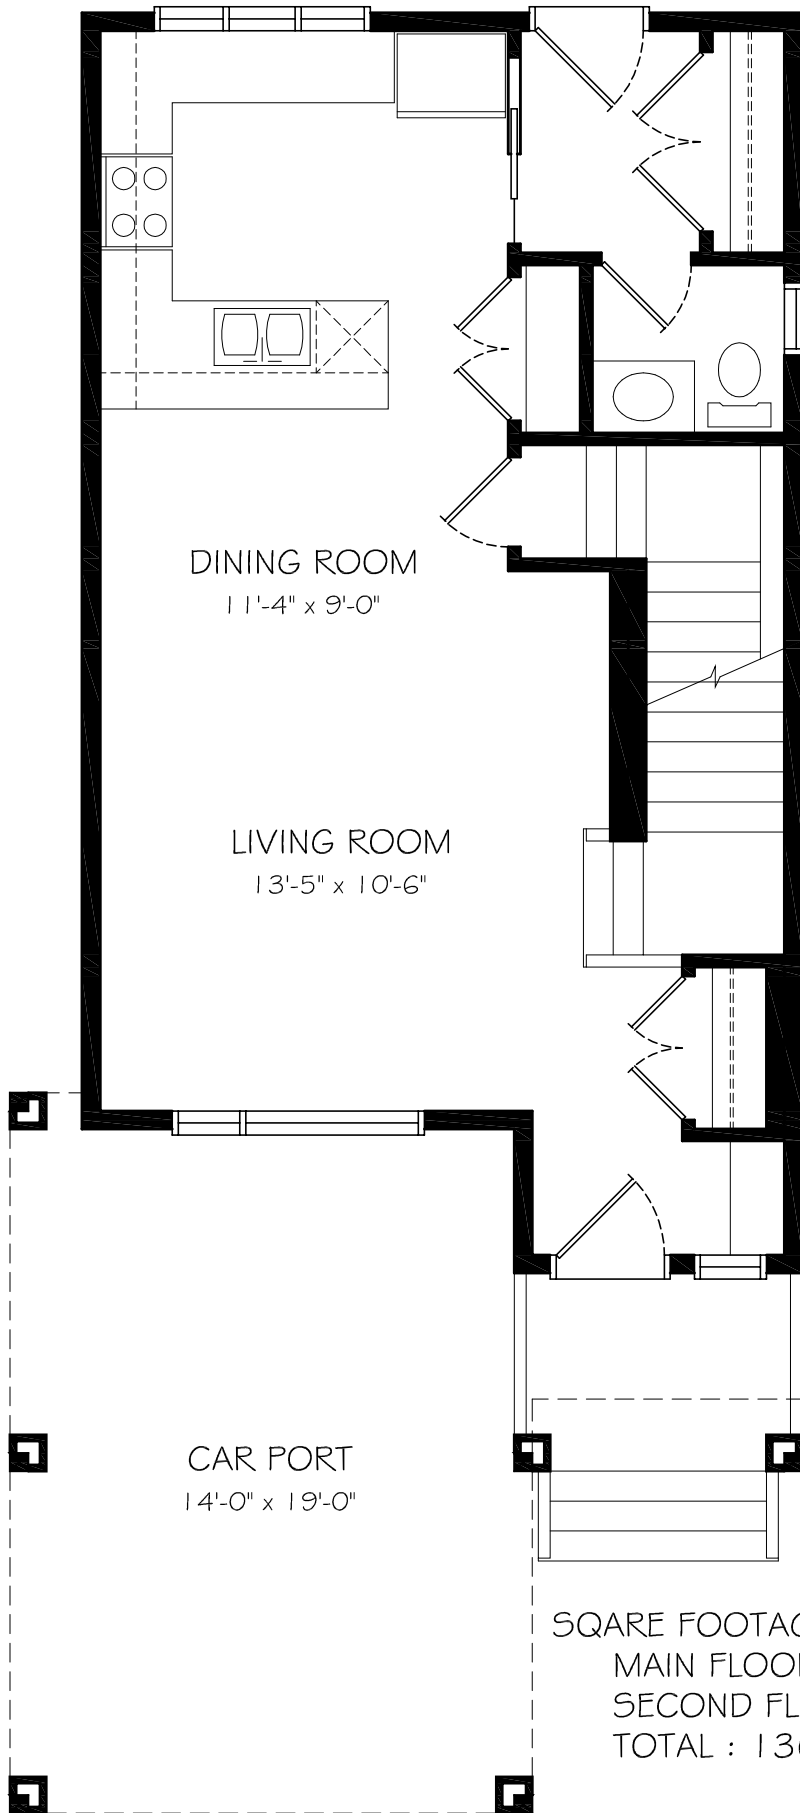 DINING ROOM
11'-4" x 9'-0"
LIVING ROOM
13'-5" x 10'-6"
CAR PORT
14'-0" x 19'-0"
SQARE FOOTAG
MAIN FLOO
SECOND FL
TOTAL : 13